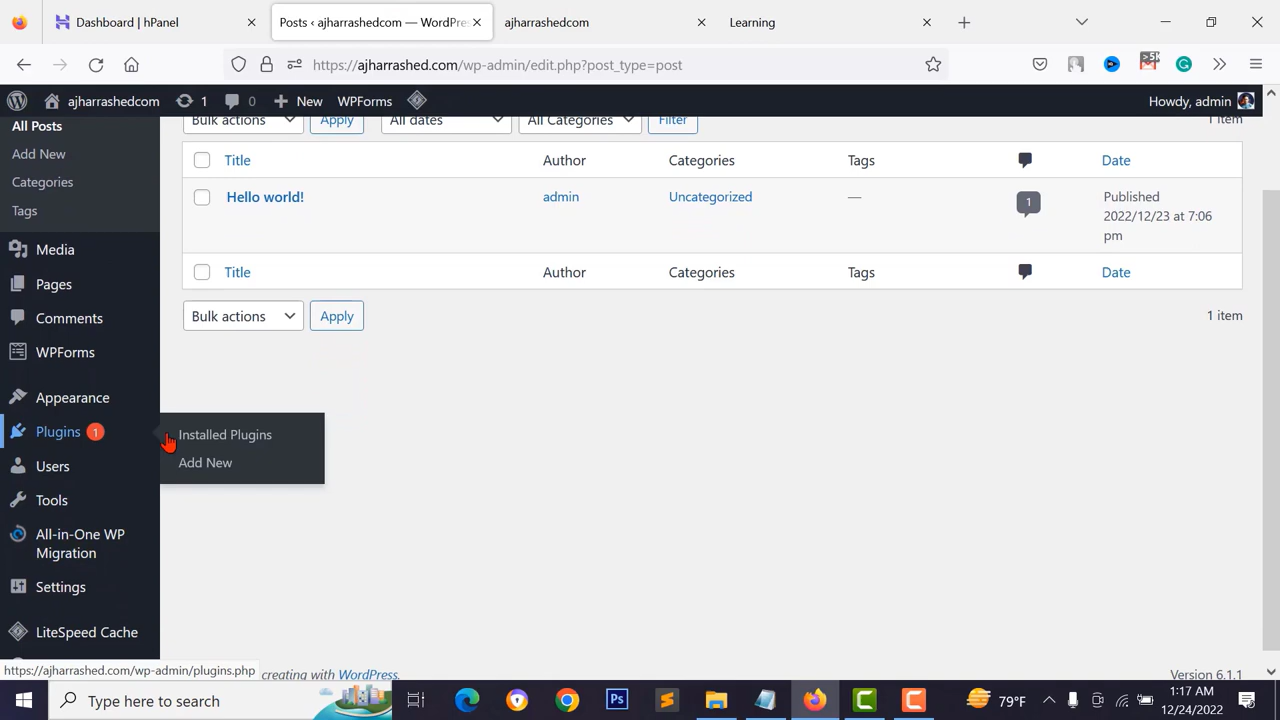 Dashboard | hPanel
Posts ‹ ajharrashedcom — WordPre
ajharrashedcom
Learning
https://ajharrashed.com/wp-admin/edit.php?post_type=post
>5K
ajharrashedcom
1
0
New
WPForms
Howdy, admin
All Posts
Add New
Categories
Tags
Media
Pages
Comments
WPForms
Appearance
Plugins 1
Users
Tools
All-in-One WP
Migration
Settings
LiteSpeed Cache
Installed Plugins
Add New
Bulk actions
Apply
All dates
All Categories
Filter
1 item
Title
Author
Categories
Tags
Date
Hello world!
admin
Uncategorized
—
1
Published
2022/12/23 at 7:06
pm
Title
Author
Categories
Tags
Date
Bulk actions
Apply
1 item
https://ajharrashed.com/wp-admin/plugins.php
creating with WordPress.
Version 6.1.1
Type here to search
Ps
79°F
1:17 AM
12/24/2022